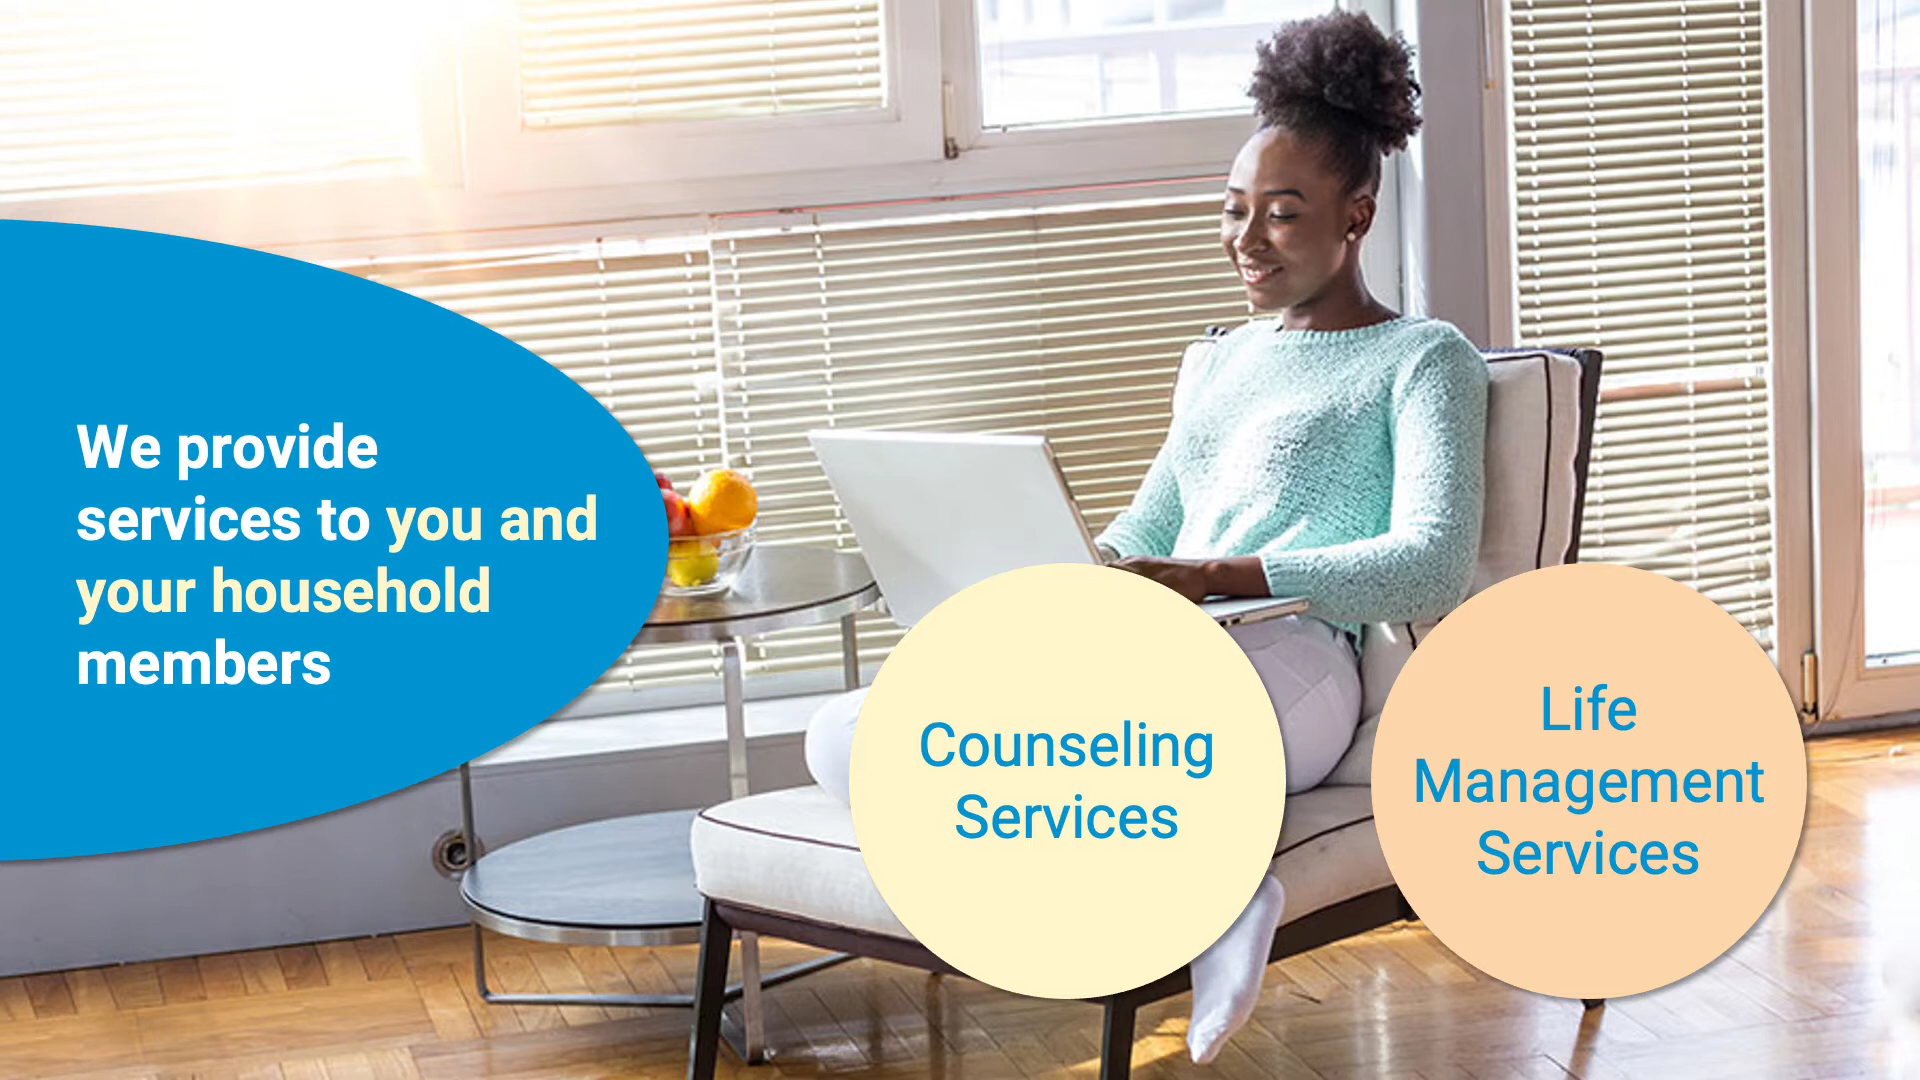 We provide
services to you and
your household
members
Counseling
Services
Life
Management
Services